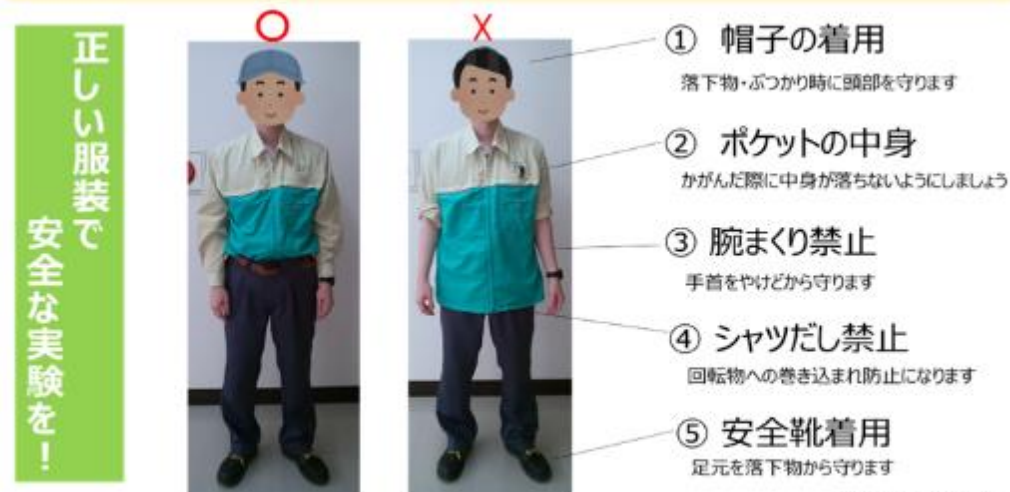 正しい服装で
安全な実験を！
○
X
① 帽子の着用
落下物・ぶつかり時に頭部を守ります
② ポケットの中身
かがんだ際に中身が落ちないようにしましょう
③ 腕まくり禁止
手首をやけどから守ります
④ シャツだし禁止
回転物への巻き込まれ防止になります
⑤ 安全靴着用
足元を落下物から守ります